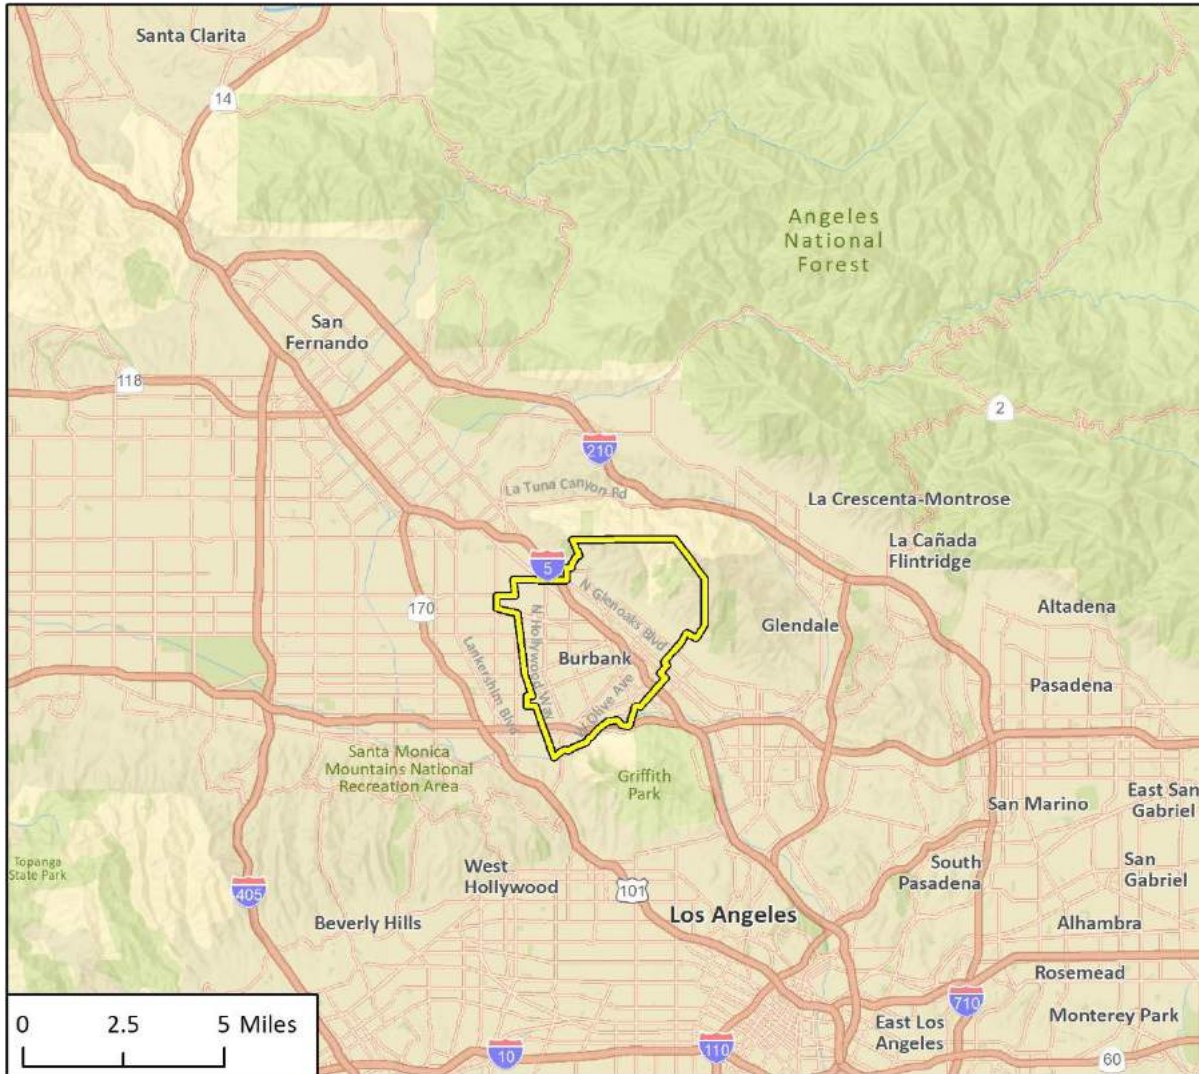 Santa Clarita
14
Angeles
National
Forest
San
Fernando
118
2
210
La Tuna Canyon Rd
La Crescenta-Montrose
La Cañada
Flintridge
5
N Glenoaks Blvd
170
N Hollywood Way
Altadena
Glendale
Lankershim Blvd
Burbank
Pasadena
W Olive Ave
Santa Monica
Mountains National
Recreation Area
Griffith
Park
East San
Gabriel
San Marino
Topanga
State Park
West
Hollywood
South
Pasadena
San
Gabriel
405
101
Los Angeles
Beverly Hills
Alhambra
Rosemead
710
0 2.5 5 Miles
East Los
Angeles
Monterey Park
10
110
60